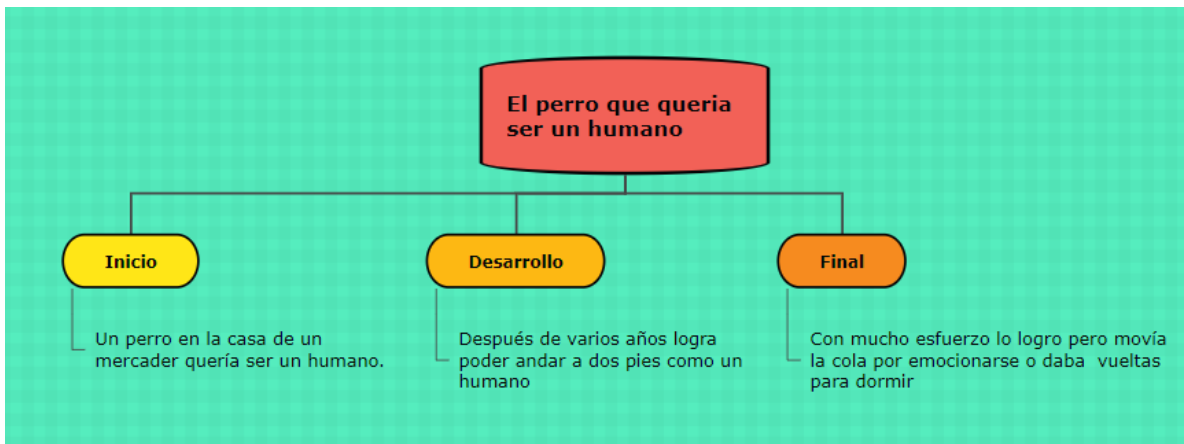 El perro que queria
ser un humano
Inicio
Desarrollo
Final
Un perro en la casa de un
mercader quería ser un humano.
Después de varios años logra
poder andar a dos pies como un
humano
Con mucho esfuerzo lo logro pero movía
la cola por emocionarse o daba  vueltas
para dormir